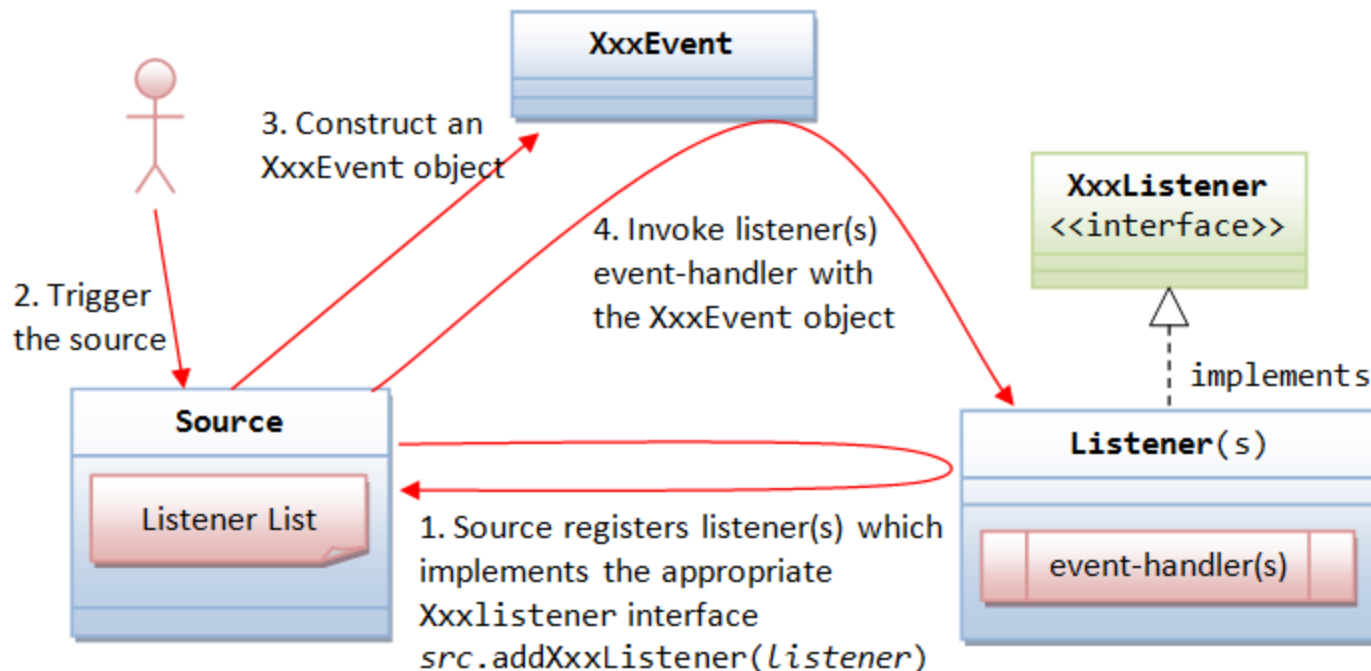 XxxEvent
3. Construct an
XxxEvent object
XxxListener
<<interface>>
4. Invoke listener(s)
event-handler with
the XxxEvent object
2. Trigger
the source
implements
Source
Listener(s)
Listener List
event-handler(s)
1. Source registers listener(s) which
implements the appropriate
Xxxlistener interface
src.addXxxListener(listener)